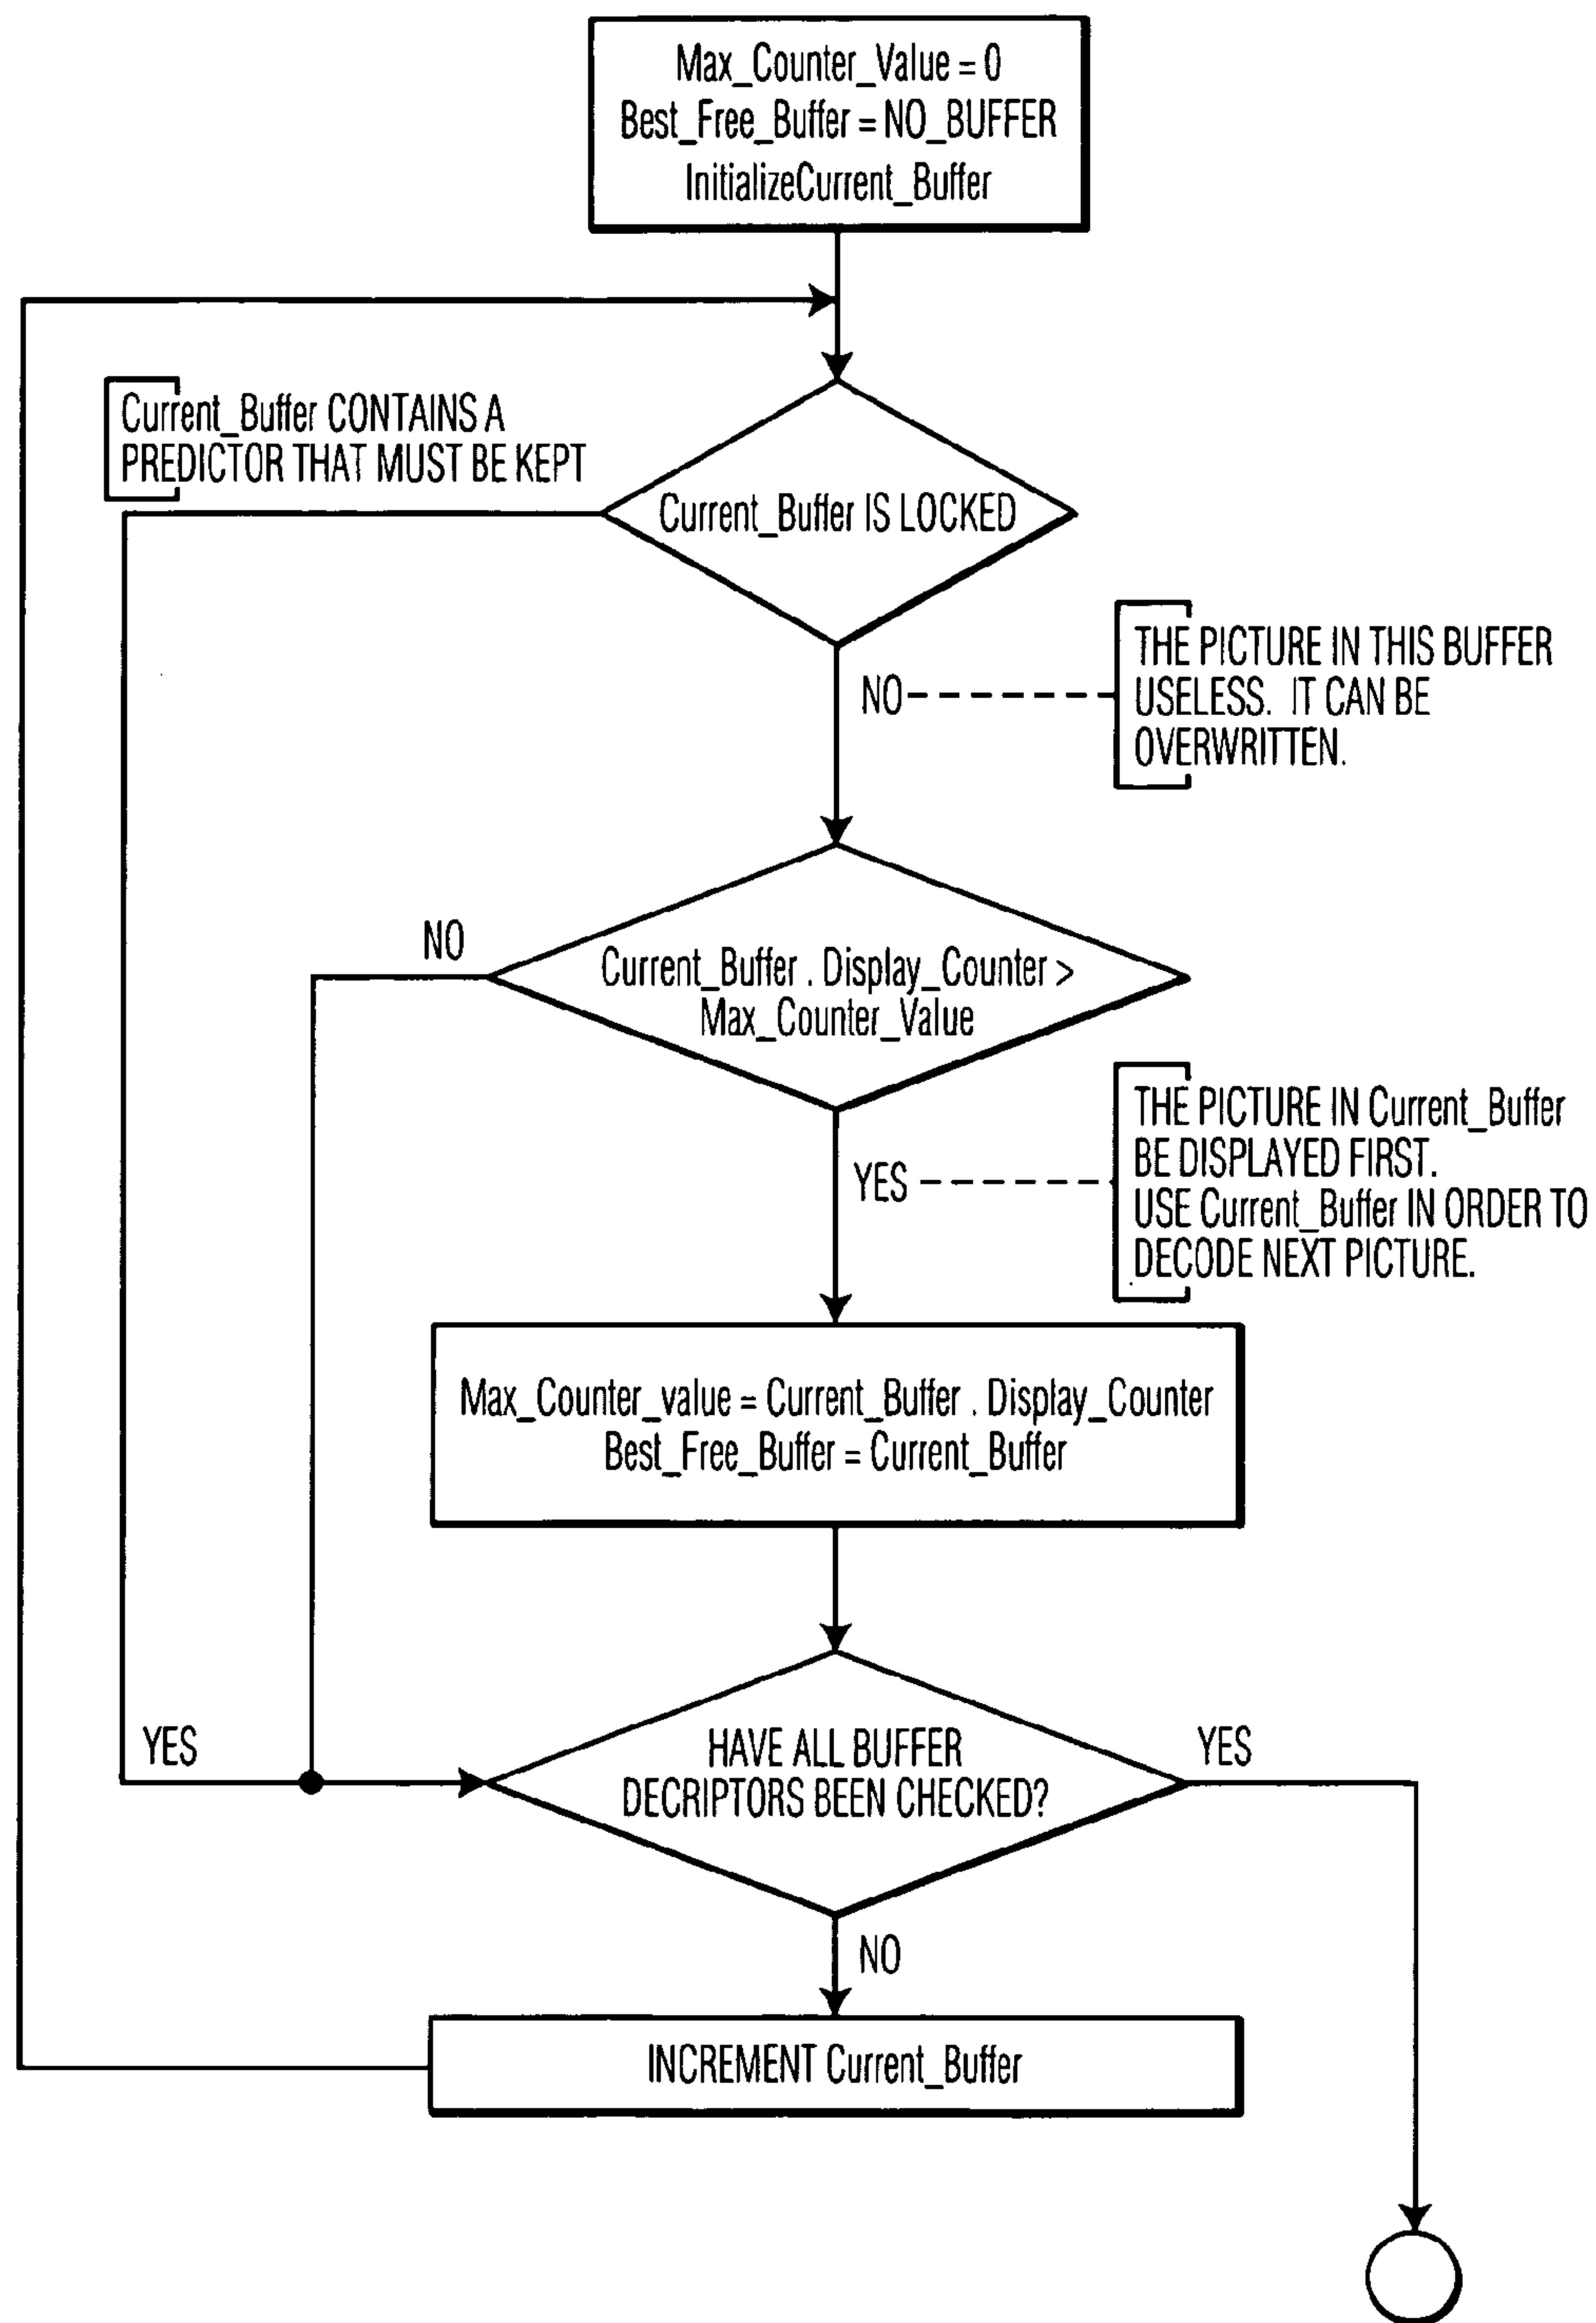 Max_Counter_Value = 0
Best_Free_Buffer = NO_BUFFER
InitializeCurrent_Buffer
Current_Buffer CONTAINS A
PREDICTOR THAT MUST BE KEPT
Current_Buffer IS LOCKED
NO
THE PICTURE IN THIS BUFFER
USELESS. IT CAN BE
OVERWRITTEN.
NO
Current_Buffer . Display_Counter >
Max_Counter_Value
YES
THE PICTURE IN Current_Buffer
BE DISPLAYED FIRST.
USE Current_Buffer IN ORDER TO
DECODE NEXT PICTURE.
Max_Counter_value = Current_Buffer . Display_Counter
Best_Free_Buffer = Current_Buffer
YES
HAVE ALL BUFFER
DECRIPTORS BEEN CHECKED?
YES
NO
INCREMENT Current_Buffer